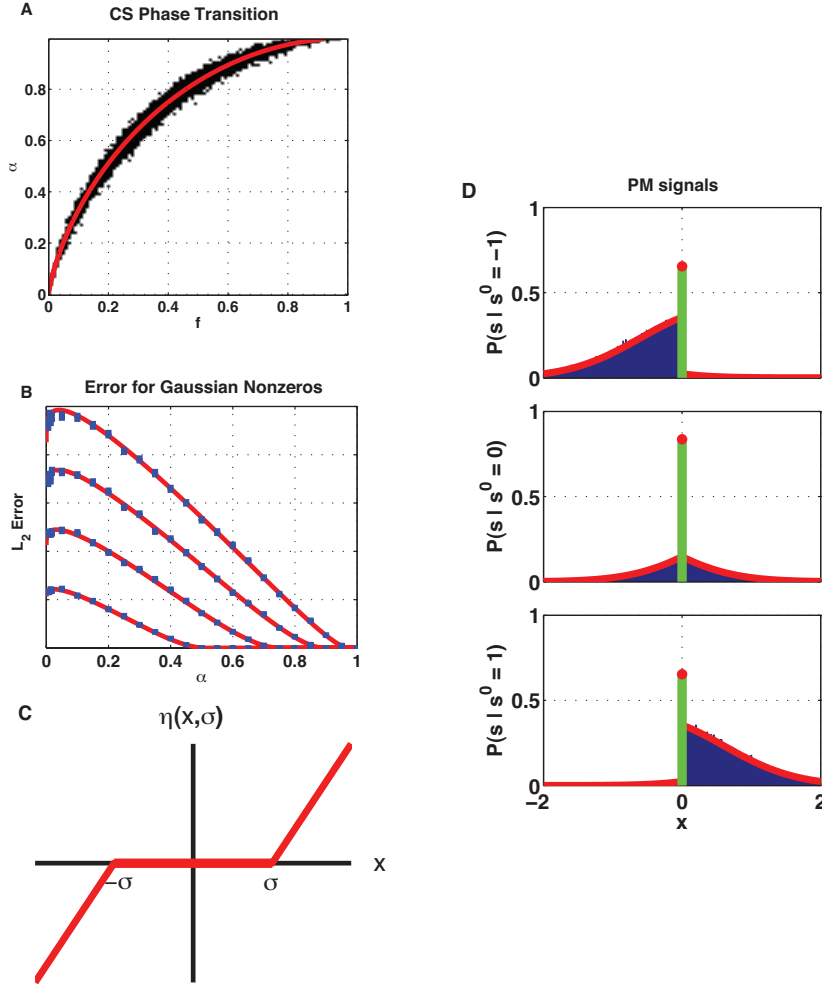 A
CS Phase Transition
α
0.8
0.6
0.4
0.2
0
0 0.2 0.4 0.6 0.8 1
f
B
Error for Gaussian Nonzeros
L2 Error
0 0.2 0.4 0.6 0.8 1
α
C
η(x,σ)
−σ
σ
x
D
PM signals
P(s | s⁰ = −1)
1
0.5
0
P(s | s⁰ = 0)
1
0.5
0
P(s | s⁰ = 1)
1
0.5
0
−2 0 2
x